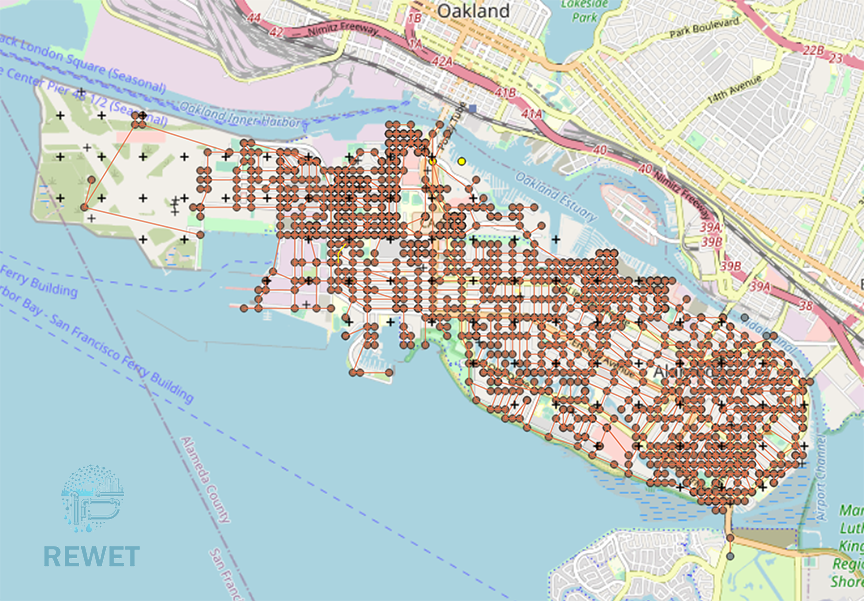 Oakland
Lakeside
Park
Park Boulevard
44
42
1B
1A
Nimitz Freeway
42A
22B
23
14th Avenue
41B
41A
ack London Square (Seasonal)
e Center Pier 48 1/2 (Seasonal)
Oakland Inner Harbor
40
40
Oakland Estuary
Nimitz Freeway
39A
39B
39B
39A
38
Ferry Building
rbor Bay - San Francisco Ferry Building
Alameda County
San Franc
Airport Channel
Mar
Luth
King
Regio
Shore
REWET